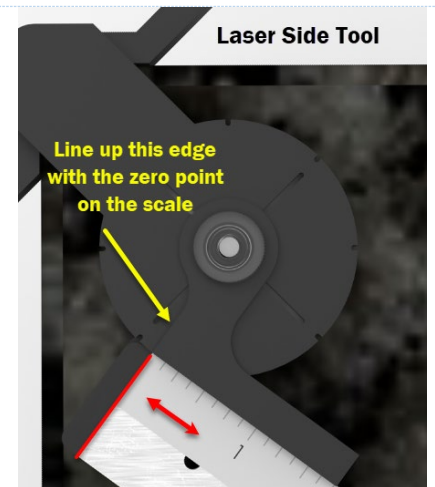 Laser Side Tool
Line up this edge
with the zero point
on the scale
1